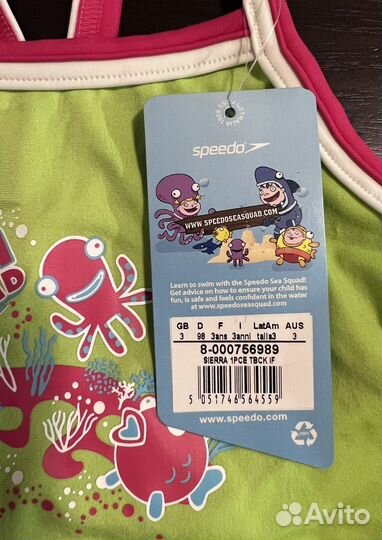 speedo
WWW.SPEEDOSEASQUAD.COM
Learn to swim with the Speedo Sea Squad!
Get advice on how to ensure your child has
fun, is safe and feels confident in the water
at www.speedoseasquad.com
GB D F I LatAm AUS
3 98 3ans 3anni talla3 3
8-000756989
SIERRA 1PCE TBCK IF
5 051746 564559
www.speedo.com
Avito